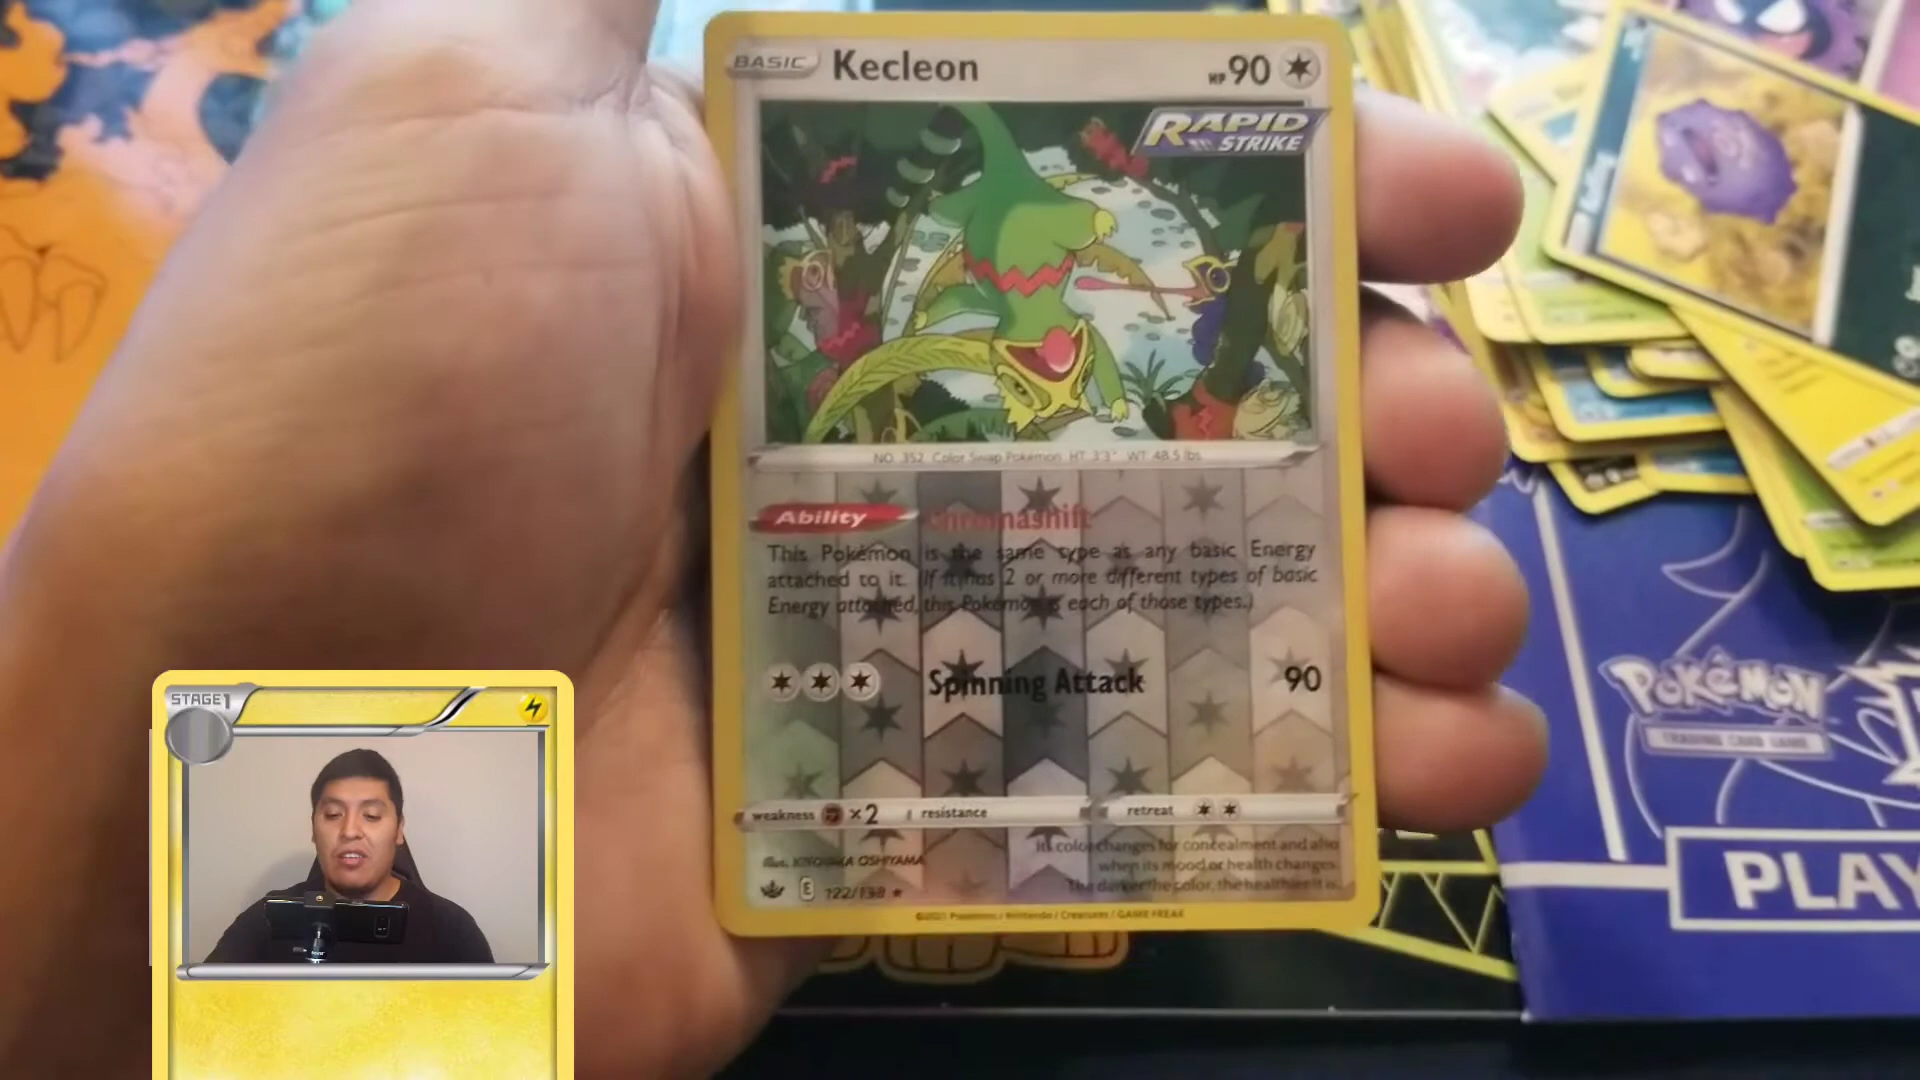 BASIC Kecleon HP 90
RAPID
STRIKE
NO. 352 Color Swap Pokémon HT 3'3" WT 48.5 lbs
Ability Chromashift
This Pokémon is the same type as any basic Energy
attached to it. (If it has 2 or more different types of basic
Energy attached, this Pokémon is each of those types.)
Spinning Attack 90
weakness ×2 resistance retreat
Its color changes for concealment and also
when its mood or health changes.
The darker the color, the healthier it is.
Illus. KIYOTAKA OSHIYAMA
E 122/198
©2021 Pokémon / Nintendo / Creatures / GAME FREAK
STAGE 1
POKéMON
TRADING CARD GAME
PLAY